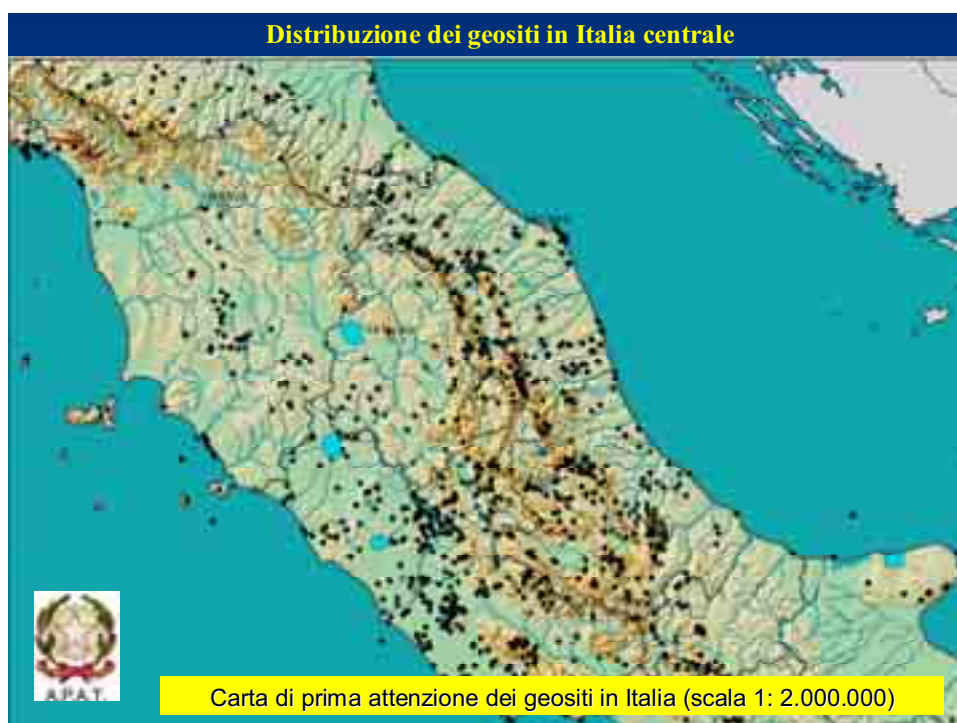 Distribuzione dei geositi in Italia centrale
A.P.A.T.
Carta di prima attenzione dei geositi in Italia (scala 1: 2.000.000)